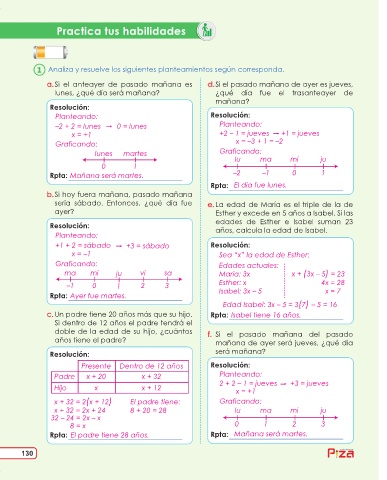 Practica tus habilidades
1 Analiza y resuelve los siguientes planteamientos según corresponda.
a. Si el anteayer de pasado mañana es
lunes, ¿qué día será mañana?
Resolución:
Planteando:
–2 + 2 = lunes → 0 = lunes
x = +1
Graficando:
lunes martes
0 1
Rpta: Mañana será martes.
b. Si hoy fuera mañana, pasado mañana
sería sábado. Entonces, ¿qué día fue
ayer?
Resolución:
Planteando:
+1 + 2 = sábado → +3 = sábado
x = –1
Graficando:
ma mi ju vi sa
–1 0 1 2 3
Rpta: Ayer fue martes.
c. Un padre tiene 20 años más que su hijo.
Si dentro de 12 años el padre tendrá el
doble de la edad de su hijo, ¿cuántos
años tiene el padre?
Resolución:
Presente Dentro de 12 años
Padre x + 20 x + 32
Hijo x x + 12
x + 32 = 2(x + 12) El padre tiene:
x + 32 = 2x + 24 8 + 20 = 28
32 – 24 = 2x – x
8 = x
Rpta: El padre tiene 28 años.
d. Si el pasado mañana de ayer es jueves,
¿qué día fue el trasanteayer de
mañana?
Resolución:
Planteando:
+2 – 1 = jueves → +1 = jueves
x = –3 + 1 = –2
Graficando:
lu ma mi ju
–2 –1 0 1
Rpta: El día fue lunes.
e. La edad de María es el triple de la de
Esther y excede en 5 años a Isabel. Si las
edades de Esther e Isabel suman 23
años, calcula la edad de Isabel.
Resolución:
Sea "x" la edad de Esther:
Edades actuales:
María: 3x x + (3x – 5) = 23
Esther: x 4x = 28
Isabel: 3x – 5 x = 7
Edad Isabel: 3x – 5 = 3(7) – 5 = 16
Rpta: Isabel tiene 16 años.
f. Si el pasado mañana del pasado
mañana de ayer será jueves, ¿qué día
será mañana?
Resolución:
Planteando:
2 + 2 – 1 = jueves → +3 = jueves
x = +1
Graficando:
lu ma mi ju
0 1 2 3
Rpta: Mañana será martes.
130